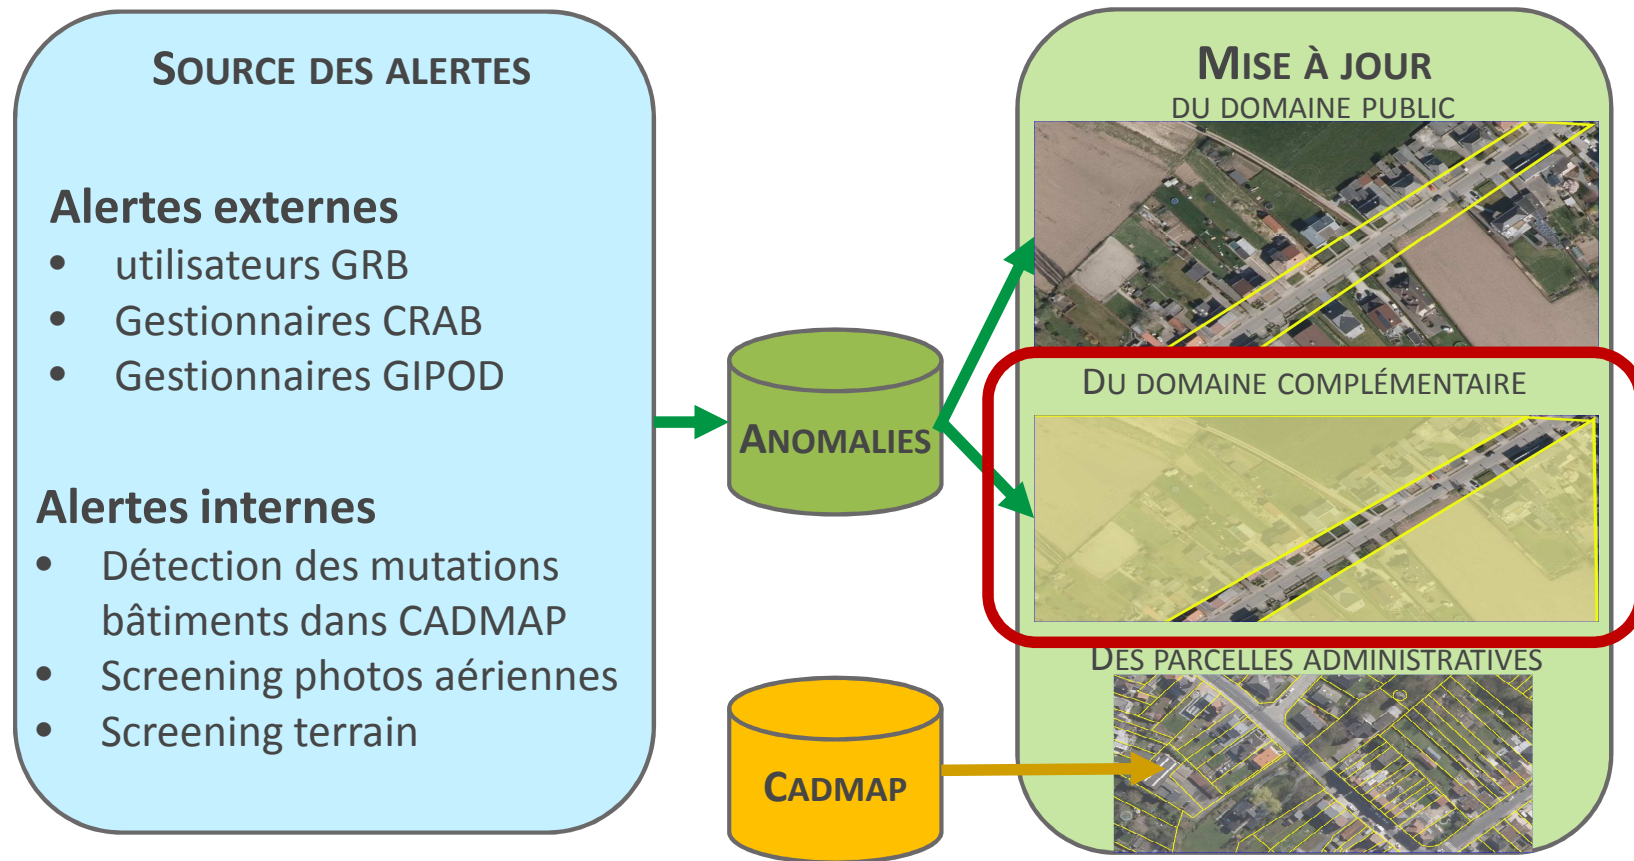 SOURCE DES ALERTES
Alertes externes
• utilisateurs GRB
• Gestionnaires CRAB
• Gestionnaires GIPOD
Alertes internes
• Détection des mutations
bâtiments dans CADMAP
• Screening photos aériennes
• Screening terrain
ANOMALIES
CADMAP
MISE À JOUR
DU DOMAINE PUBLIC
DU DOMAINE COMPLÉMENTAIRE
DES PARCELLES ADMINISTRATIVES